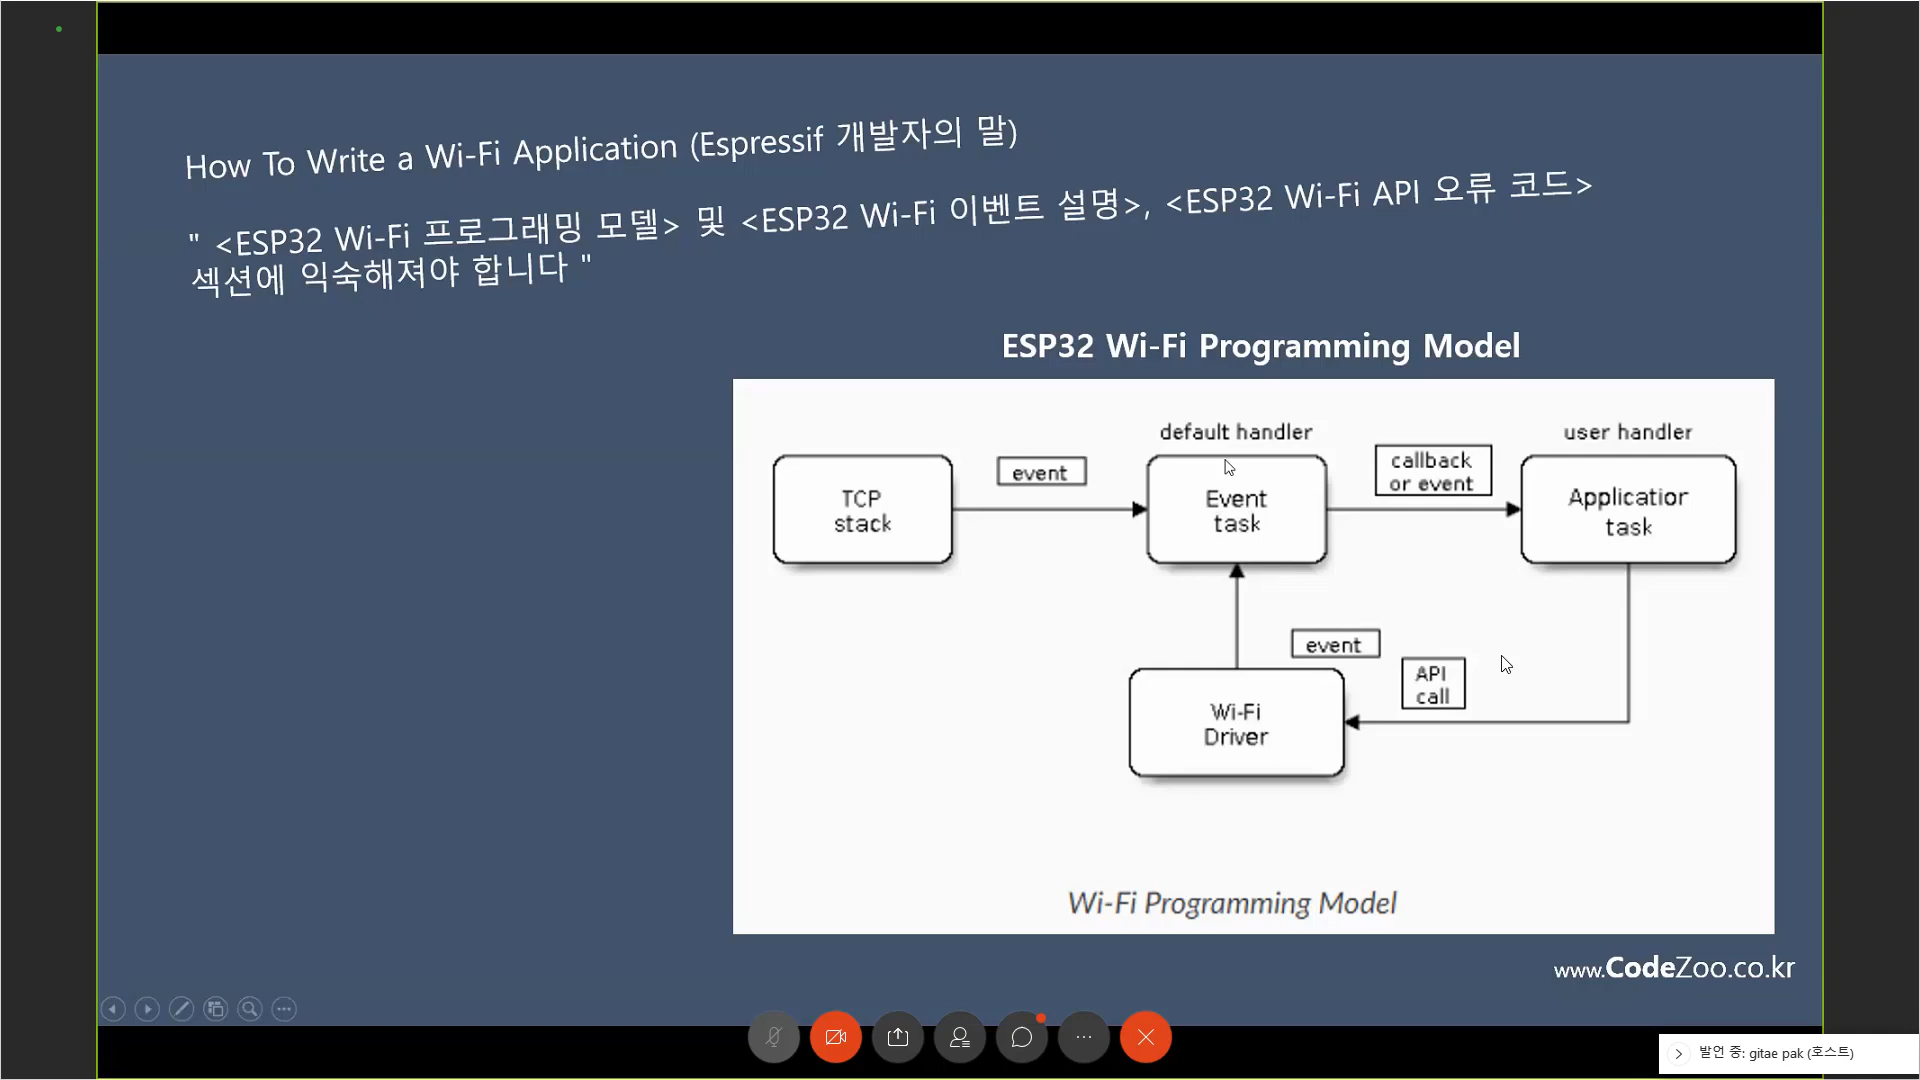 How To Write a Wi-Fi Application (Espressif 개발자의 말)
" <ESP32 Wi-Fi 프로그래밍 모델> 및 <ESP32 Wi-Fi 이벤트 설명>, <ESP32 Wi-Fi API 오류 코드>
섹션에 익숙해져야 합니다 "
ESP32 Wi-Fi Programming Model
default handler
user handler
TCP
stack
event
Event
task
callback
or event
Applicatior
task
event
API
call
Wi-Fi
Driver
Wi-Fi Programming Model
www.CodeZoo.co.kr
발언 중: gitae pak (호스트)